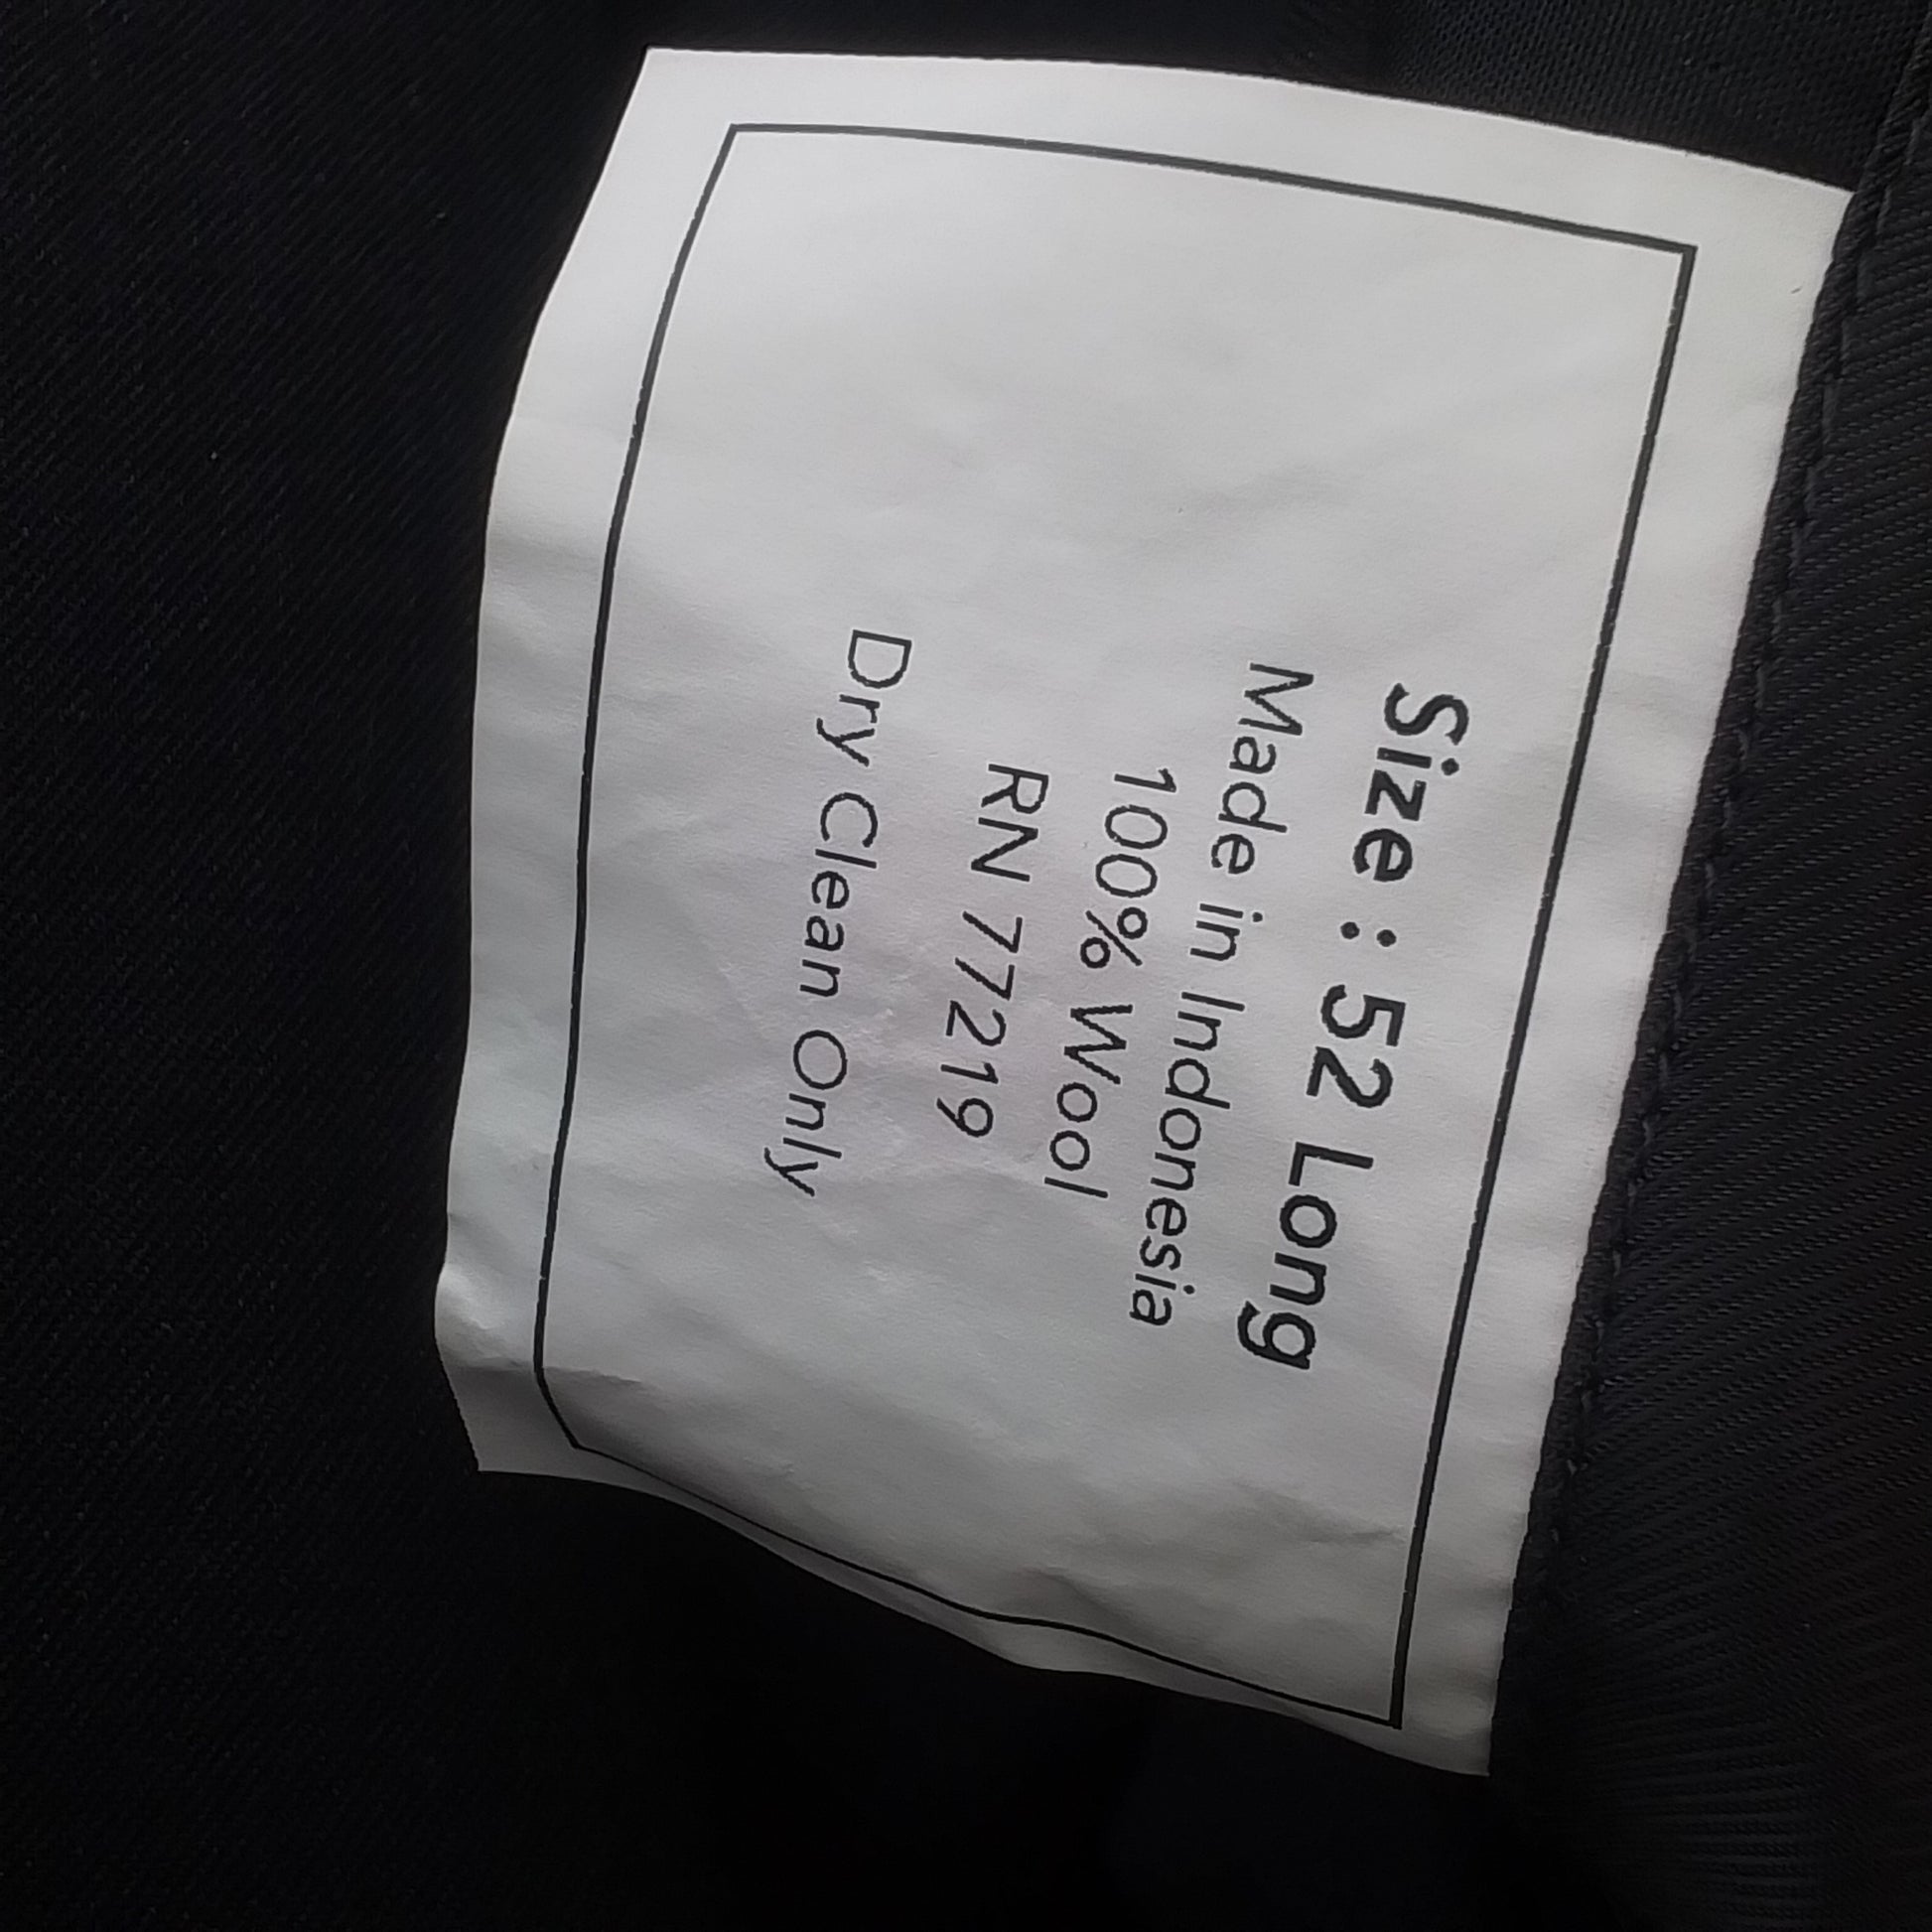 Size : 52 Long
Made in Indonesia
100% Wool
RN 77219
Dry Clean Only